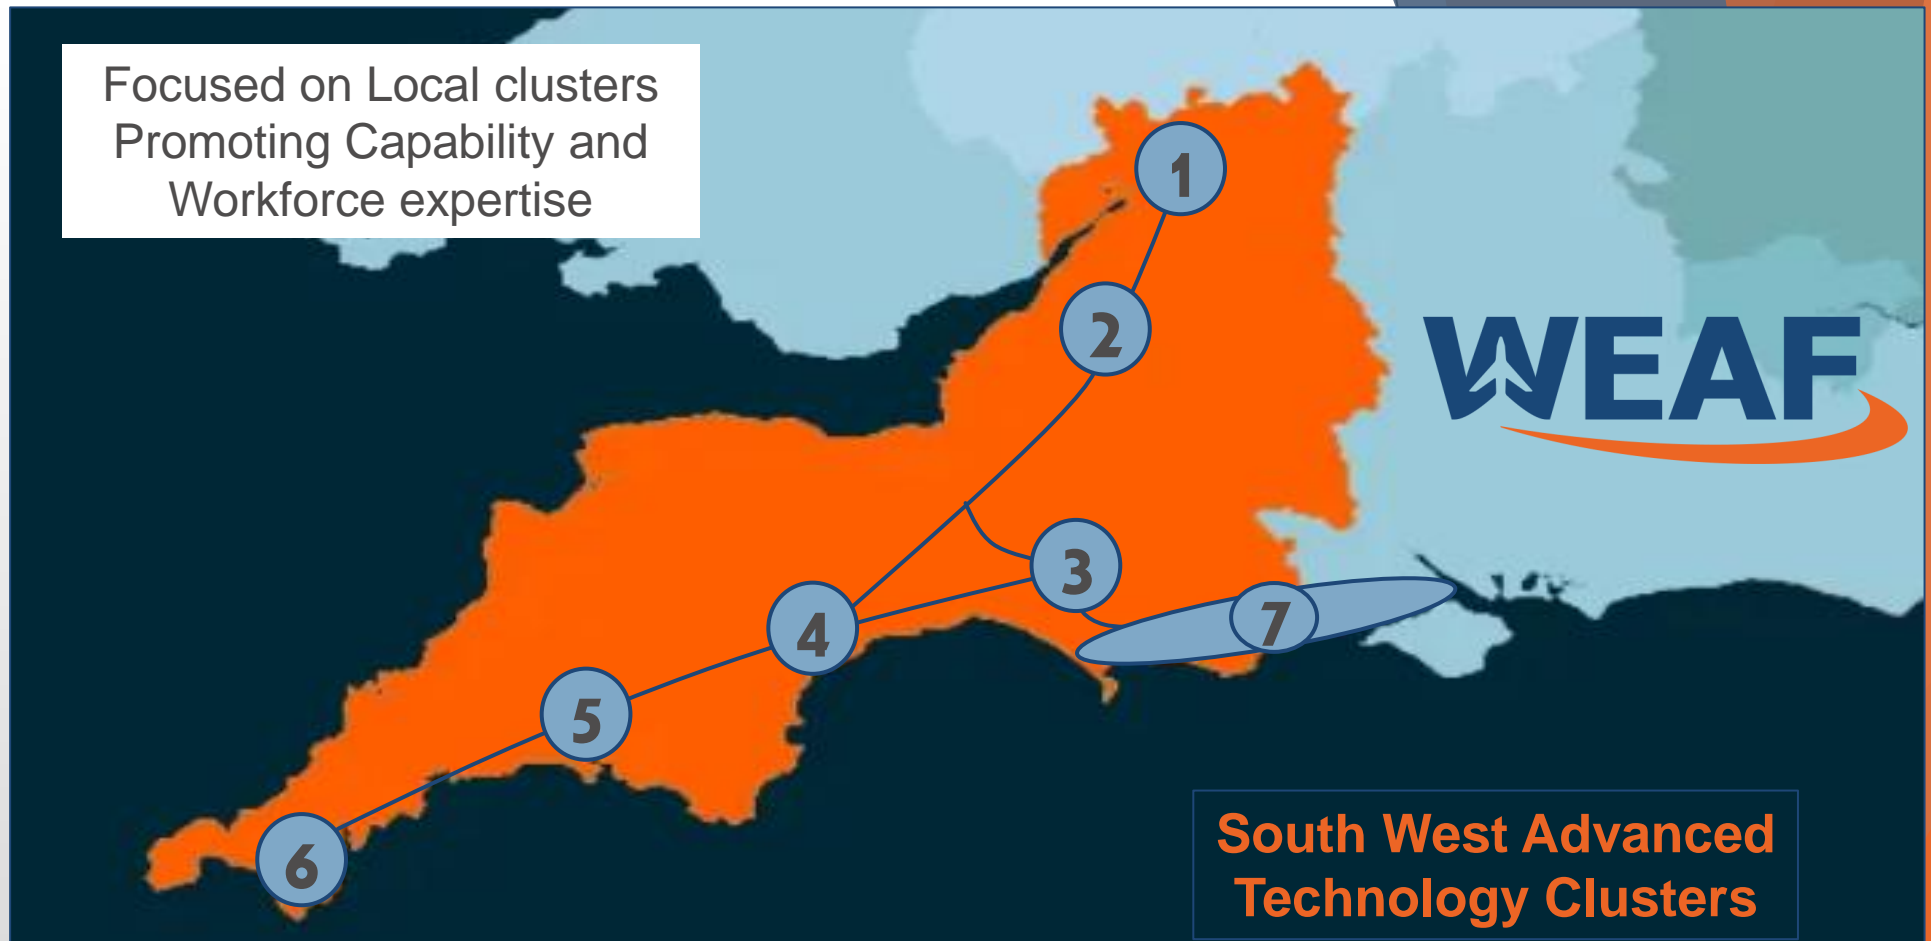 Focused on Local clusters
Promoting Capability and
Workforce expertise
1
2
WEAF
3
7
4
5
6
South West Advanced
Technology Clusters